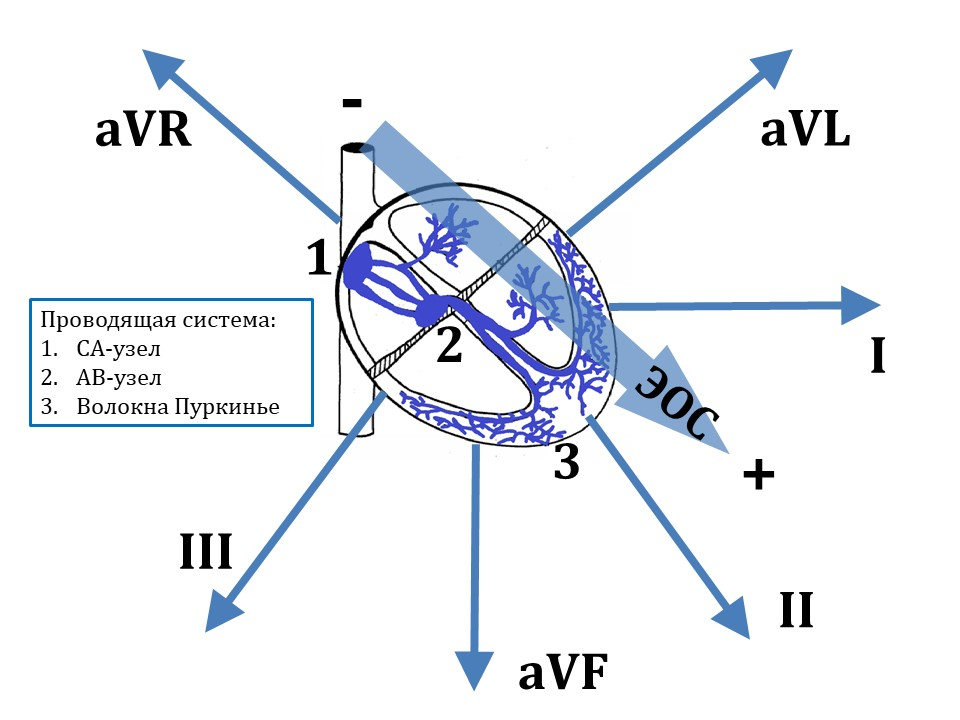 -
aVR
aVL
1
Проводящая система:
1. СА-узел
2. АВ-узел
3. Волокна Пуркинье
2
I
ЭОС
3
+
III
II
aVF